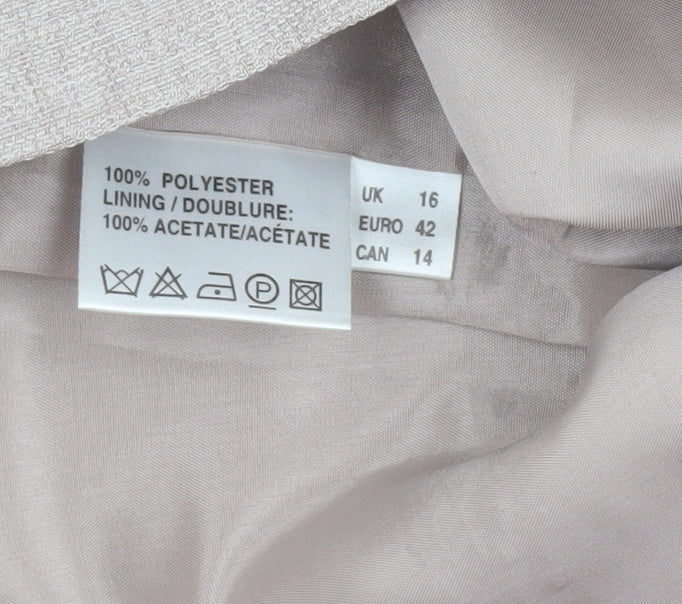 100% POLYESTER
LINING / DOUBLURE:
100% ACETATE/ACÉTATE
P
UK 16
EURO 42
CAN 14